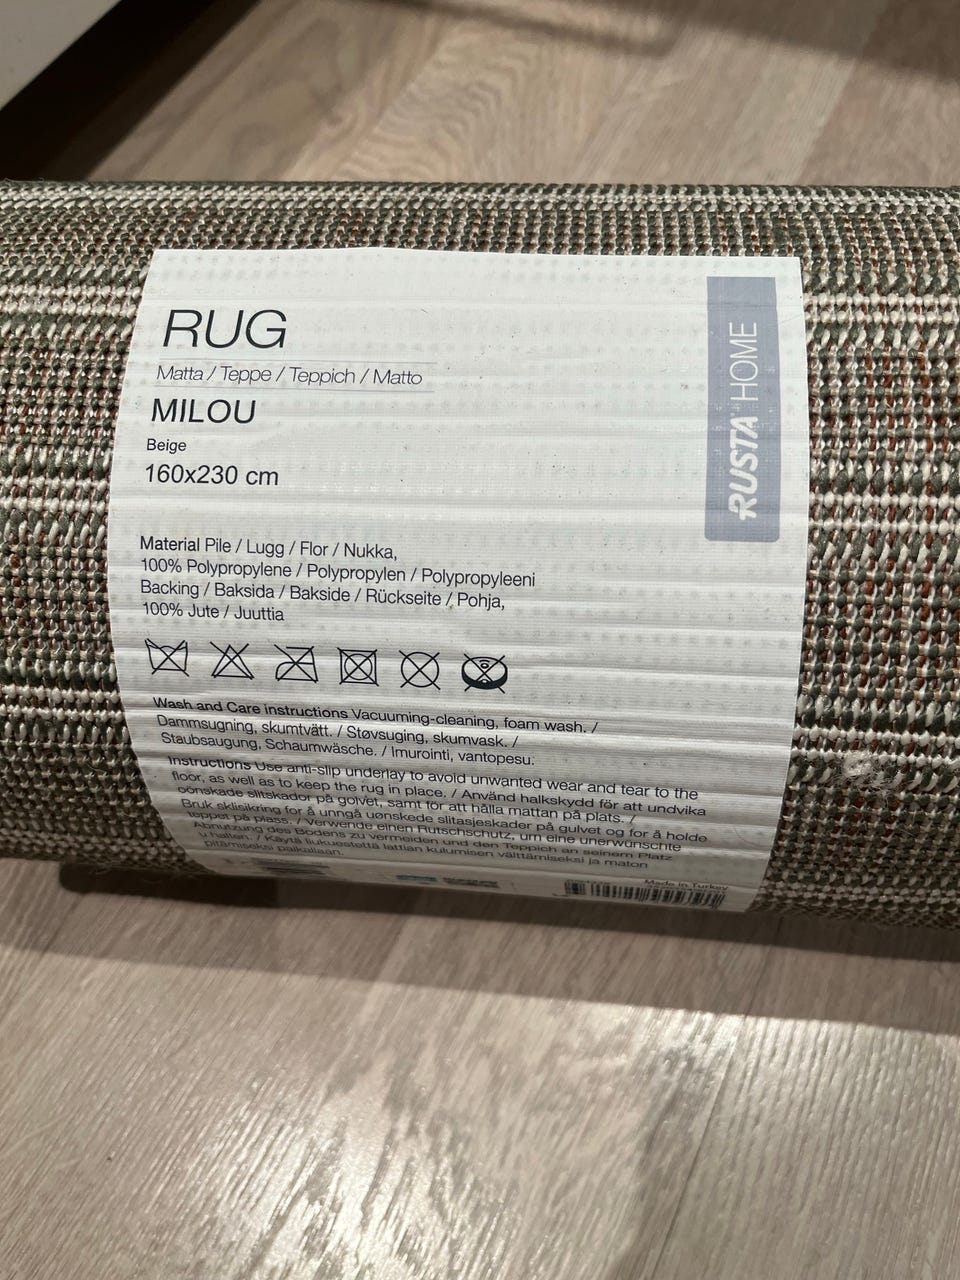 RUG
Matta / Teppe / Teppich / Matto
MILOU
Beige
160x230 cm
RUSTA HOME
Material Pile / Lugg / Flor / Nukka,
100% Polypropylene / Polypropylen / Polypropyleeni
Backing / Baksida / Bakside / Rückseite / Pohja,
100% Jute / Juuttia
Wash and Care instructions Vacuuming-cleaning, foam wash. /
Dammsugning, skumtvätt. / Støvsuging, skumvask. /
Staubsaugung, Schaumwäsche. / Imurointi, vantopesu.
Instructions Use anti-slip underlay to avoid unwanted wear and tear to the
floor, as well as to keep the rug in place. / Använd halkskydd för att undvika
oönskade slitskador på golvet, samt för att hålla mattan på plats. /
Bruk sklisikring for å unngå uønskede slitasjeskader på gulvet og for å holde
teppet på plass. / Verwende einen Rutschschutz, um eine unerwünschte
Abnutzung des Bodens zu vermeiden und den Teppich an seinem Platz
u halten. / Käytä liukuestettä lattian kulumisen välttämiseksi ja maton
pitämiseksi paikallaan.
Made in Turkey